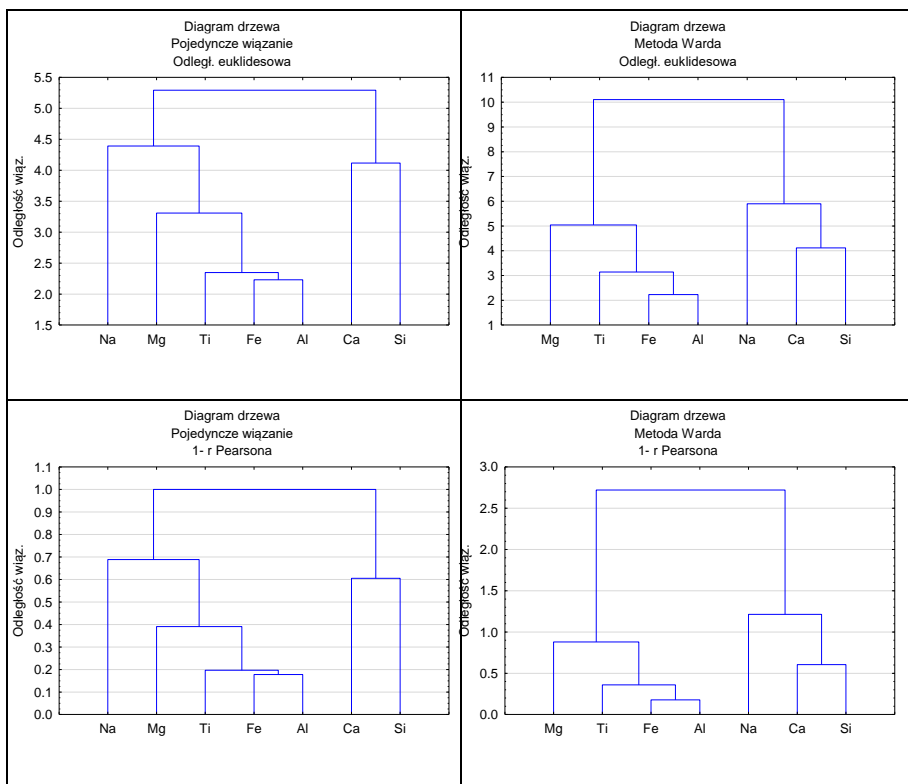 Diagram drzewa
Pojedyncze wiązanie
Odległ. euklidesowa
Odległość wiąz.
5.5
5.0
4.5
4.0
3.5
3.0
2.5
2.0
1.5
Na Mg Ti Fe Al Ca Si
Diagram drzewa
Metoda Warda
Odległ. euklidesowa
Odległość wiąz.
11
10
9
8
7
6
5
4
3
2
1
Mg Ti Fe Al Na Ca Si
Diagram drzewa
Pojedyncze wiązanie
1- r Pearsona
Odległość wiąz.
1.1
1.0
0.9
0.8
0.7
0.6
0.5
0.4
0.3
0.2
0.1
0.0
Na Mg Ti Fe Al Ca Si
Diagram drzewa
Metoda Warda
1- r Pearsona
Odległość wiąz.
3.0
2.5
2.0
1.5
1.0
0.5
0.0
Mg Ti Fe Al Na Ca Si